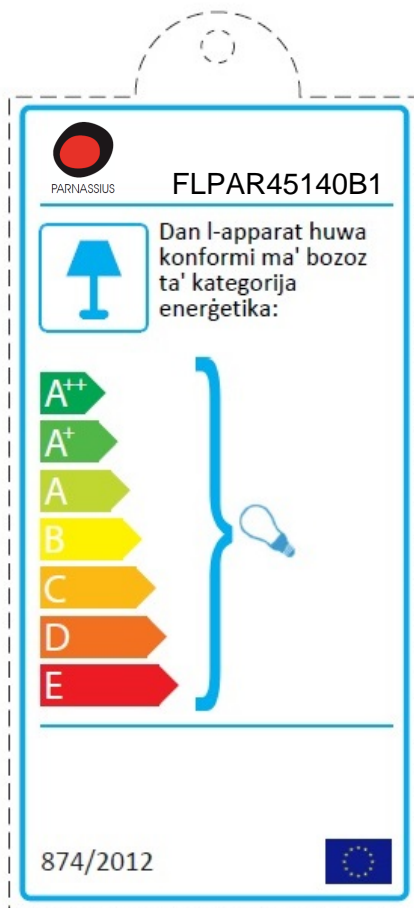 PARNASSIUS
FLPAR45140B1
Dan l-apparat huwa
konformi ma' bozoz
ta' kategorija
enerġetika:
A++
A+
A
B
C
D
E
874/2012